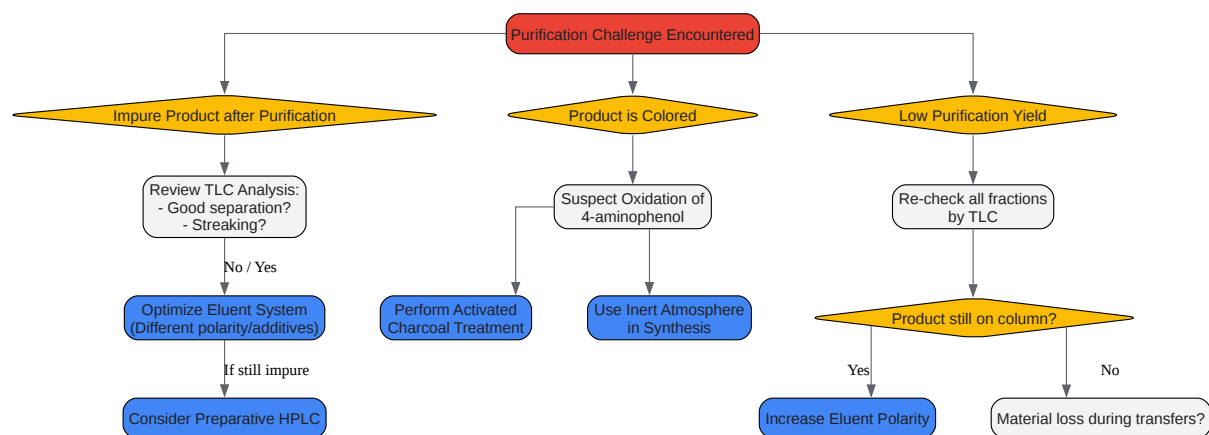 Purification Challenge Encountered
Impure Product after Purification
Product is Colored
Low Purification Yield
Review TLC Analysis:
- Good separation?
- Streaking?
Suspect Oxidation of
4-aminophenol
Re-check all fractions
by TLC
No / Yes
Optimize Eluent System
(Different polarity/additives)
Perform Activated
Charcoal Treatment
Use Inert Atmosphere
in Synthesis
Product still on column?
If still impure
Yes
No
Consider Preparative HPLC
Increase Eluent Polarity
Material loss during transfers?